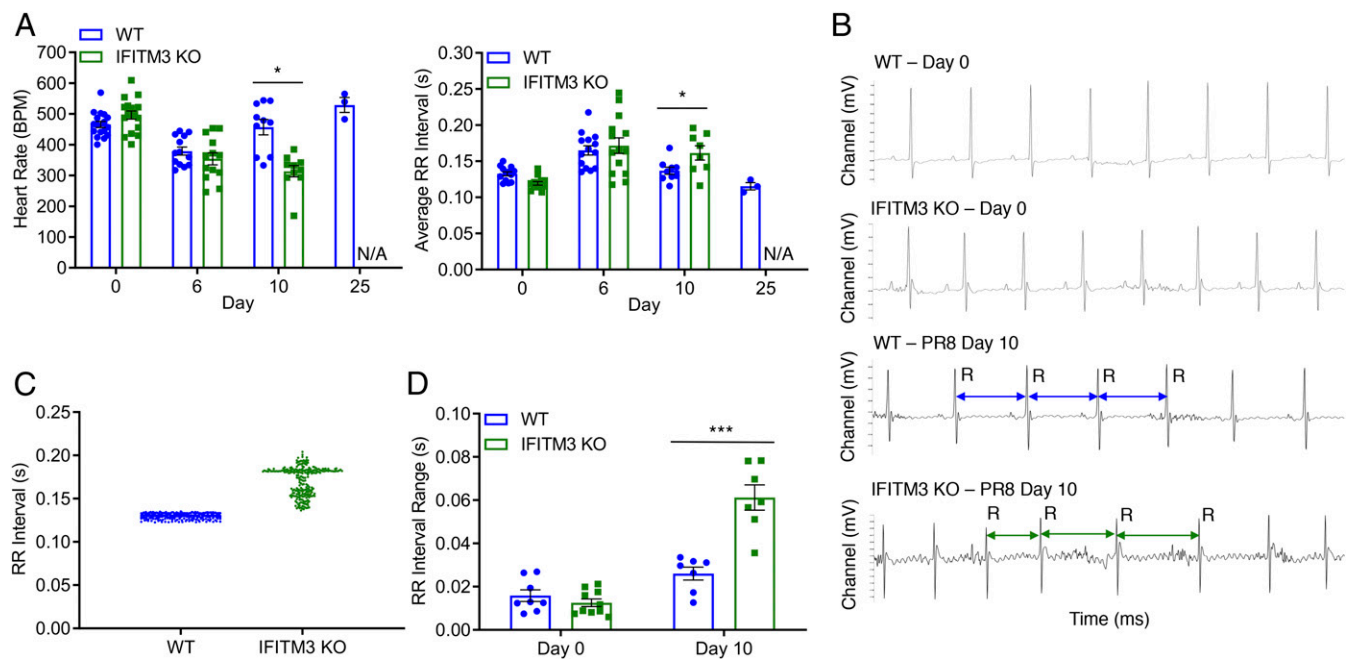 A
WT
IFITM3 KO
Heart Rate (BPM)
700
600
500
400
300
200
100
0
*
N/A
0 6 10 25
Day
WT
IFITM3 KO
Average RR Interval (s)
0.40
0.30
0.25
0.20
0.15
0.10
0.05
0.00
*
N/A
0 6 10 25
Day
B
WT – Day 0
Channel (mV)
IFITM3 KO – Day 0
Channel (mV)
WT – PR8 Day 10
Channel (mV)
R R R R
IFITM3 KO – PR8 Day 10
Channel (mV)
R R R R
Time (ms)
C
RR Interval (s)
0.25
0.20
0.15
0.10
0.05
0.00
WT IFITM3 KO
D
WT
IFITM3 KO
RR Interval Range (s)
0.10
0.08
0.06
0.04
0.02
0.00
***
Day 0 Day 10